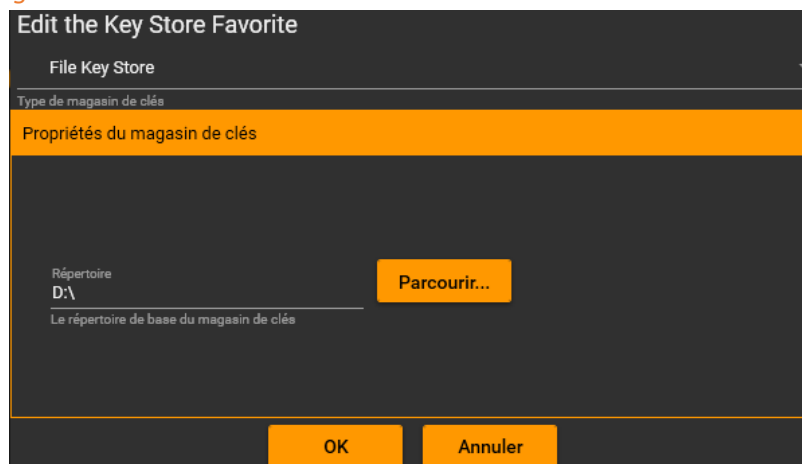 Edit the Key Store Favorite
File Key Store
Type de magasin de clés
Propriétés du magasin de clés
Répertoire
D:\
Parcourir...
Le répertoire de base du magasin de clés
OK
Annuler